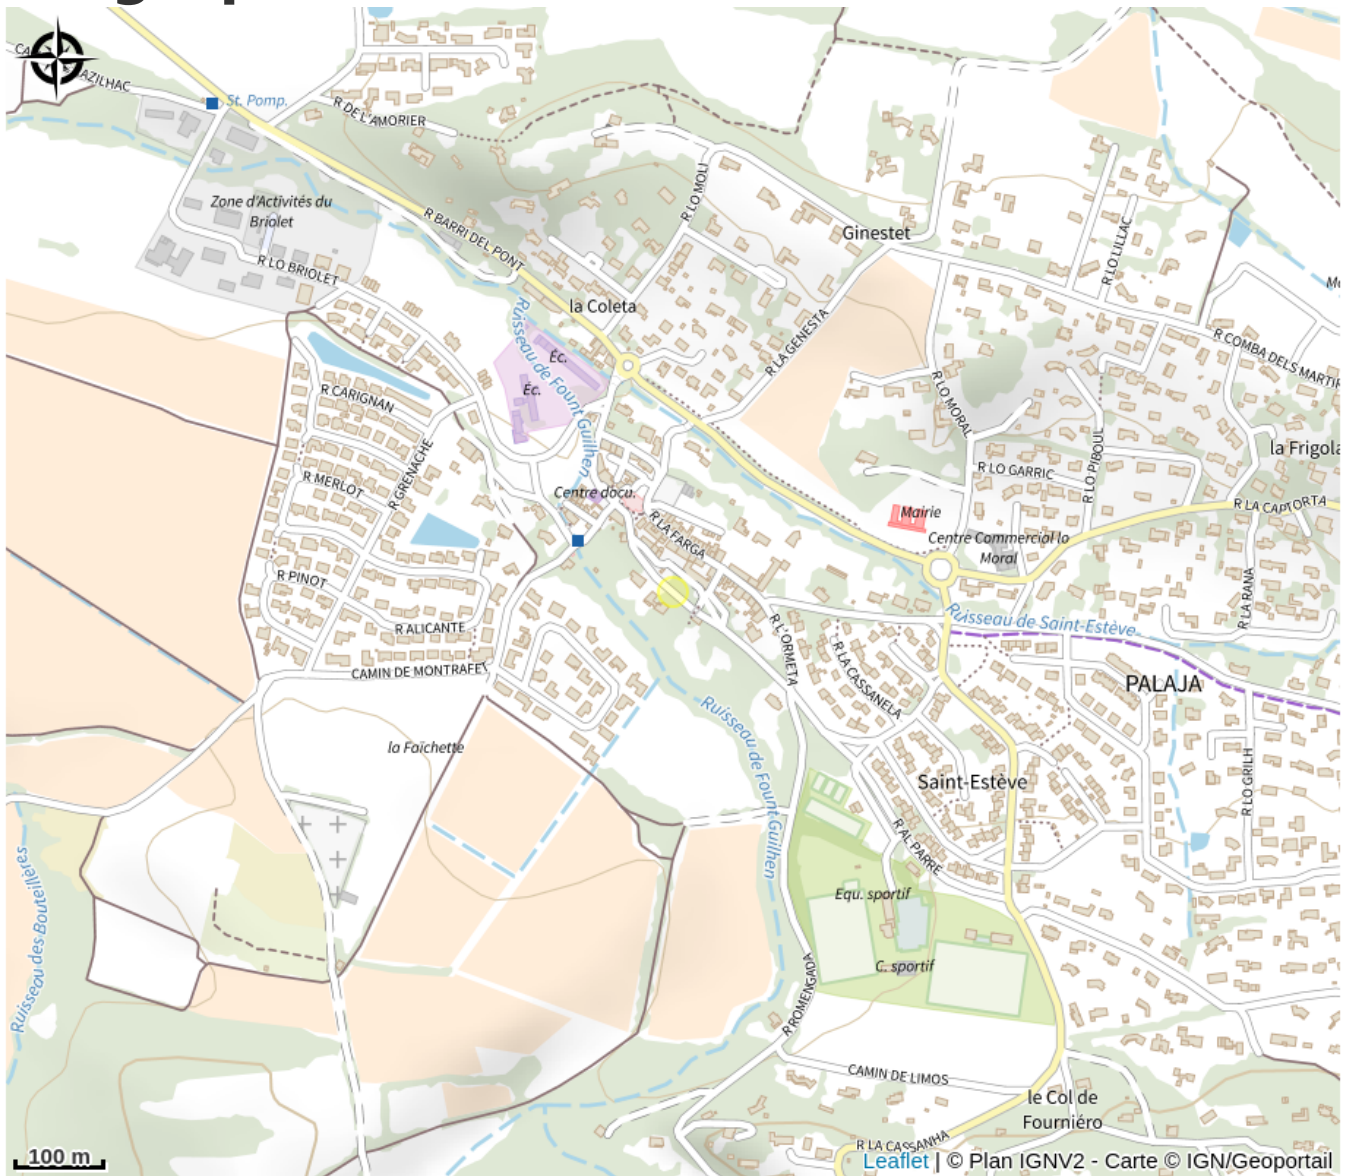 AZILHAC
St. Pomp.
R DE L'AMORIER
Zone d'Activités du
Briolet
R LO BRIOLET
R BARRI DEL PONT
R LO MOLI
Ginestet
R LO LILLAC
la Coleta
Ruisseau de Fount Guilhen
R LA GENESTA
R COMBA DELS MARTIR
Éc.
Éc.
R CARIGNAN
R LO MORAL
R GRENACHE
R MERLOT
R LO GARRIC
R LO PIBOUL
la Frigola
Centre docu.
R LA CAPTORTA
Mairie
R LA FARGA
Centre Commercial lo
Moral
R PINOT
R ALICANTE
R LA RANA
Ruisseau de Saint-Estève
CAMIN DE MONTRAFET
R L'ORMETA
R LA CASSANELA
PALAJA
Ruisseau de Fount Guilhen
la Faïchette
Saint-Estève
R LO GRILH
R AL PARRE
Ruisseau des Bouteillères
Equ. sportif
C. sportif
R ROMENGADA
CAMIN DE LIMOS
le Col de
Fourniéro
R LA CASSANHA
100 m
Leaflet | © Plan IGNV2 - Carte © IGN/Geoportail